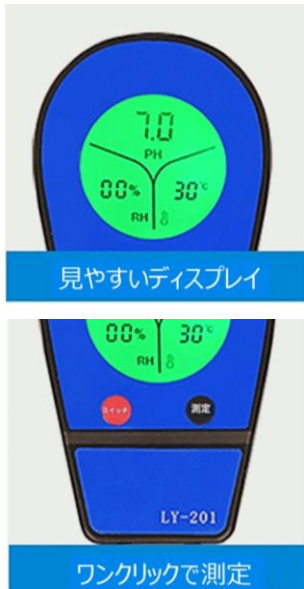 7.0
PH
00% 30°C
RH
見やすいディスプレイ
00% 30°C
RH
スイッチ 測定
LY-201
ワンクリックで測定